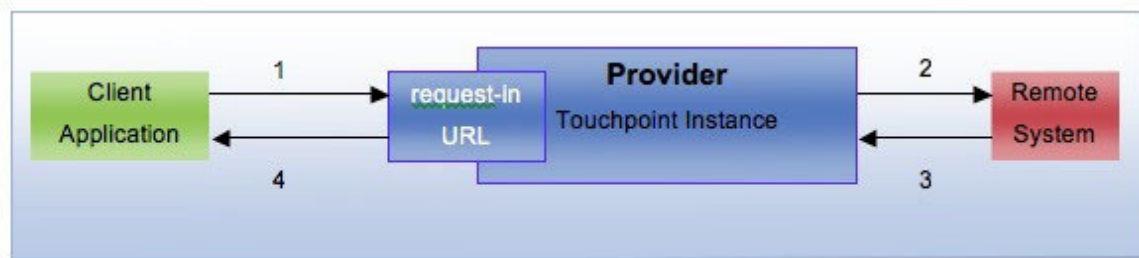 1
Client
Application
4
request-in
URL
Provider
Touchpoint Instance
2
3
Remote
System